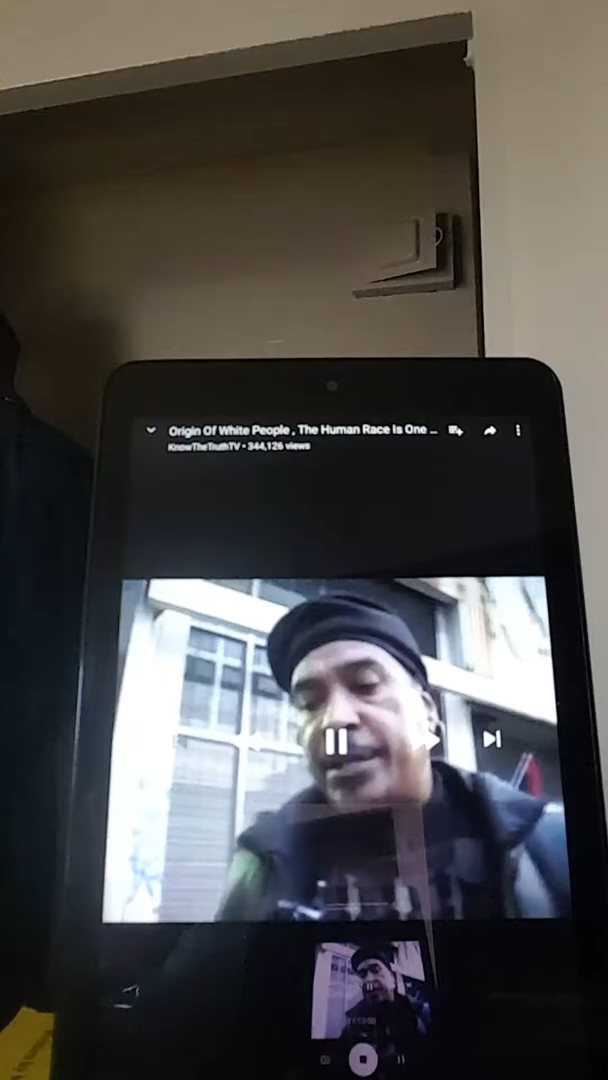 Origin Of White People , The Human Race Is One ...
KnowTheTruthTV • 344,126 views